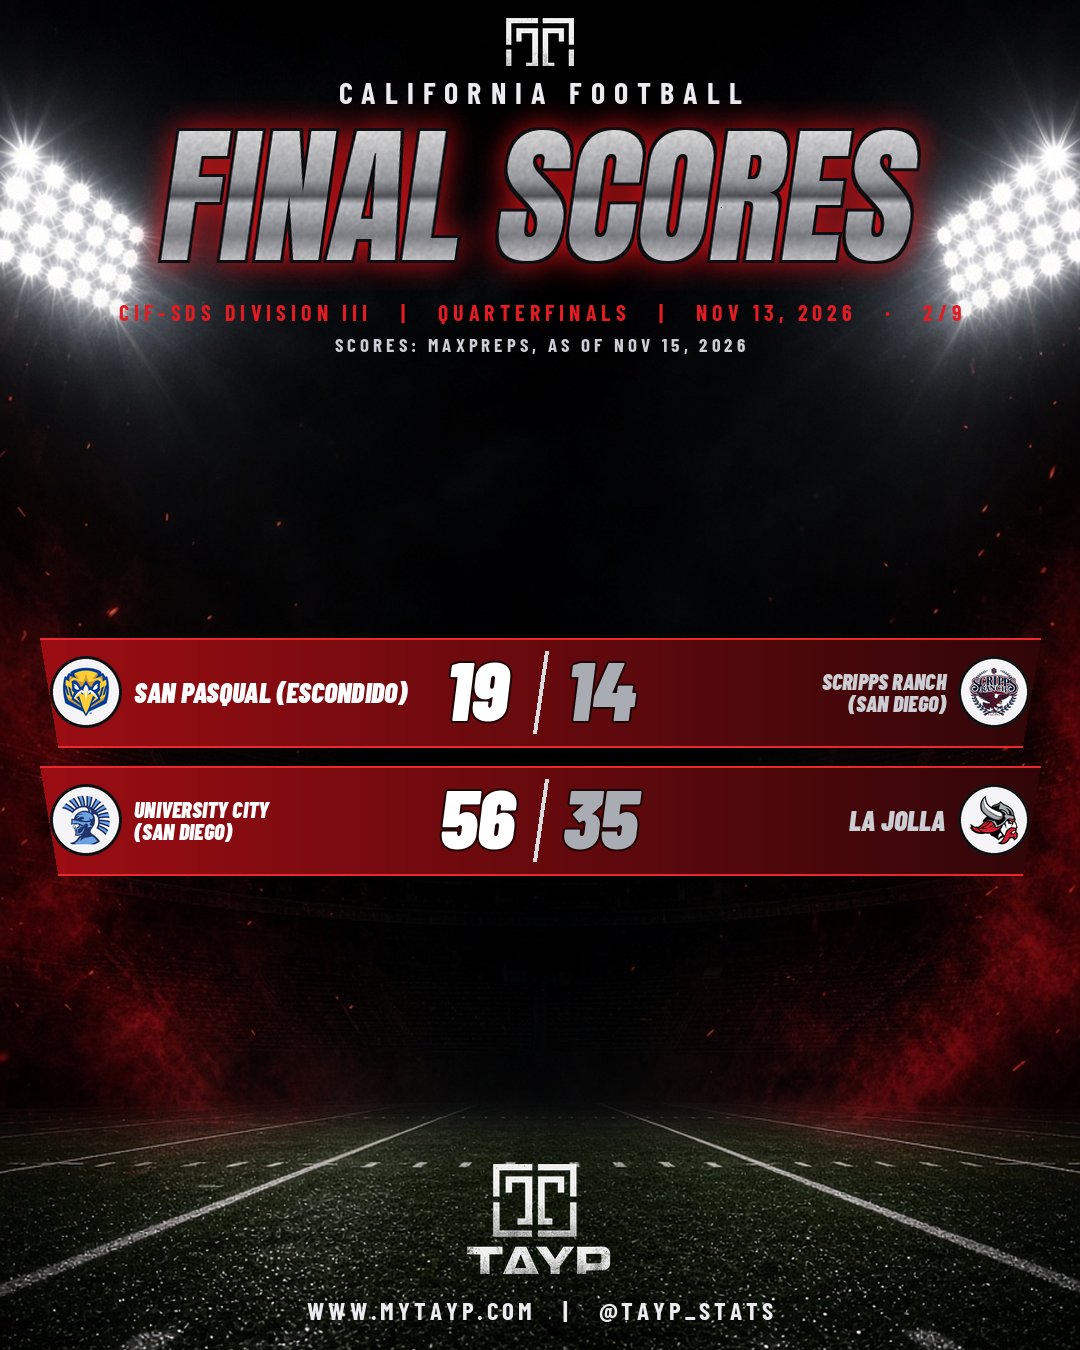 CALIFORNIA FOOTBALL
FINAL SCORES
CIF-SDS DIVISION III | QUARTERFINALS | NOV 13, 2026 · 2/9
SCORES: MAXPREPS, AS OF NOV 15, 2026
SAN PASQUAL (ESCONDIDO) 19 / 14 SCRIPPS RANCH
(SAN DIEGO)
SCRIPPS
RANCH
UNIVERSITY CITY
(SAN DIEGO) 56 / 35 LA JOLLA
TAYP
WWW.MYTAYP.COM | @TAYP_STATS